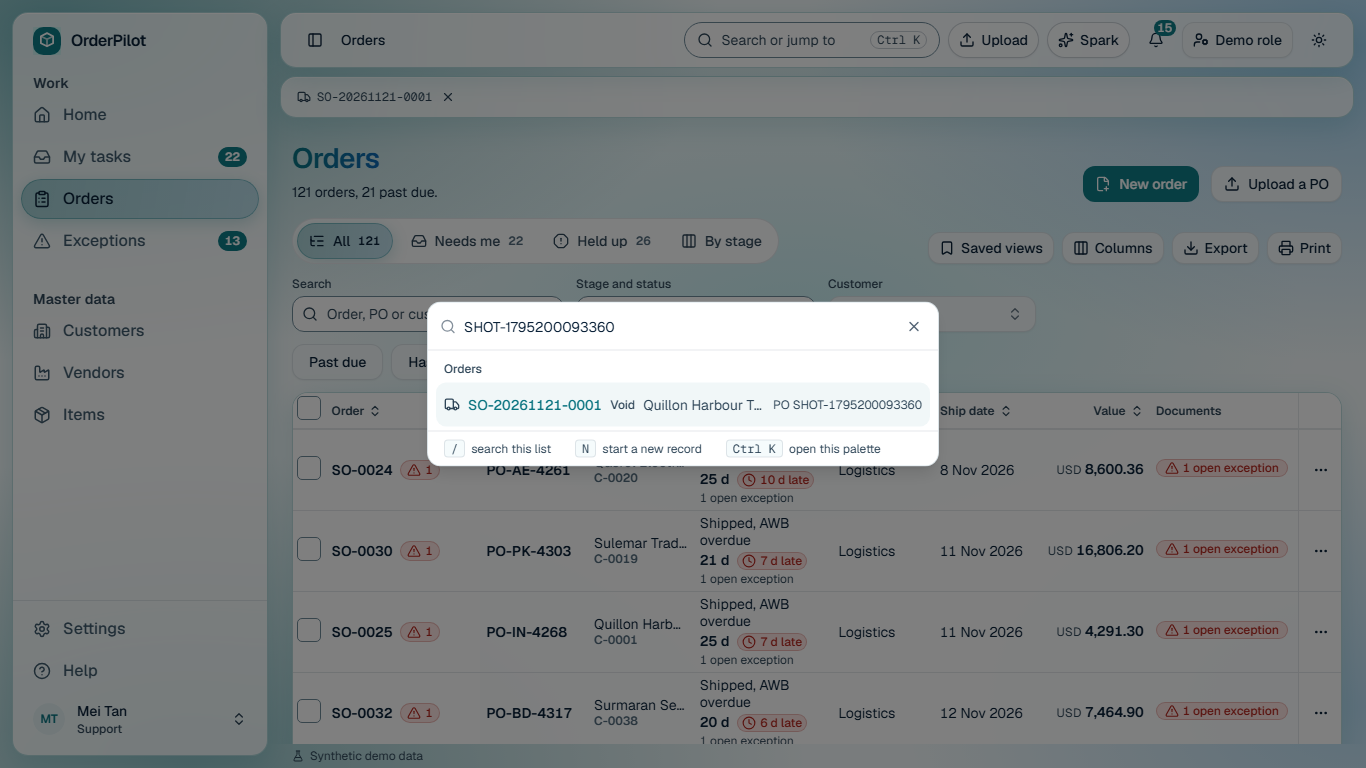 OrderPilot
Work
Home
My tasks 22
Orders
Exceptions 13
Master data
Customers
Vendors
Items
Settings
Help
MT Mei Tan
Support
Orders
Search or jump to Ctrl K
Upload
Spark
15
Demo role
SO-20261121-0001
Orders
121 orders, 21 past due.
New order
Upload a PO
All 121
Needs me 22
Held up 26
By stage
Saved views
Columns
Export
Print
Search
Stage and status
Customer
Order, PO or cus
Past due
SHOT-1795200093360
Orders
SO-20261121-0001 Void Quillon Harbour T... PO SHOT-1795200093360
/ search this list N start a new record Ctrl K open this palette
Order
Ship date
Value
Documents
SO-0024 1 PO-AE-4261 C-0020 25 d 10 d late 1 open exception Logistics 8 Nov 2026 USD 8,600.36 1 open exception
Shipped, AWB overdue
SO-0030 1 PO-PK-4303 Sulemar Trad... C-0019 21 d 7 d late 1 open exception Logistics 11 Nov 2026 USD 16,806.20 1 open exception
Shipped, AWB overdue
SO-0025 1 PO-IN-4268 Quillon Harb... C-0001 25 d 7 d late 1 open exception Logistics 11 Nov 2026 USD 4,291.30 1 open exception
Shipped, AWB overdue
SO-0032 1 PO-BD-4317 Surmaran Se... C-0038 20 d 6 d late 1 open exception Logistics 12 Nov 2026 USD 7,464.90 1 open exception
Synthetic demo data